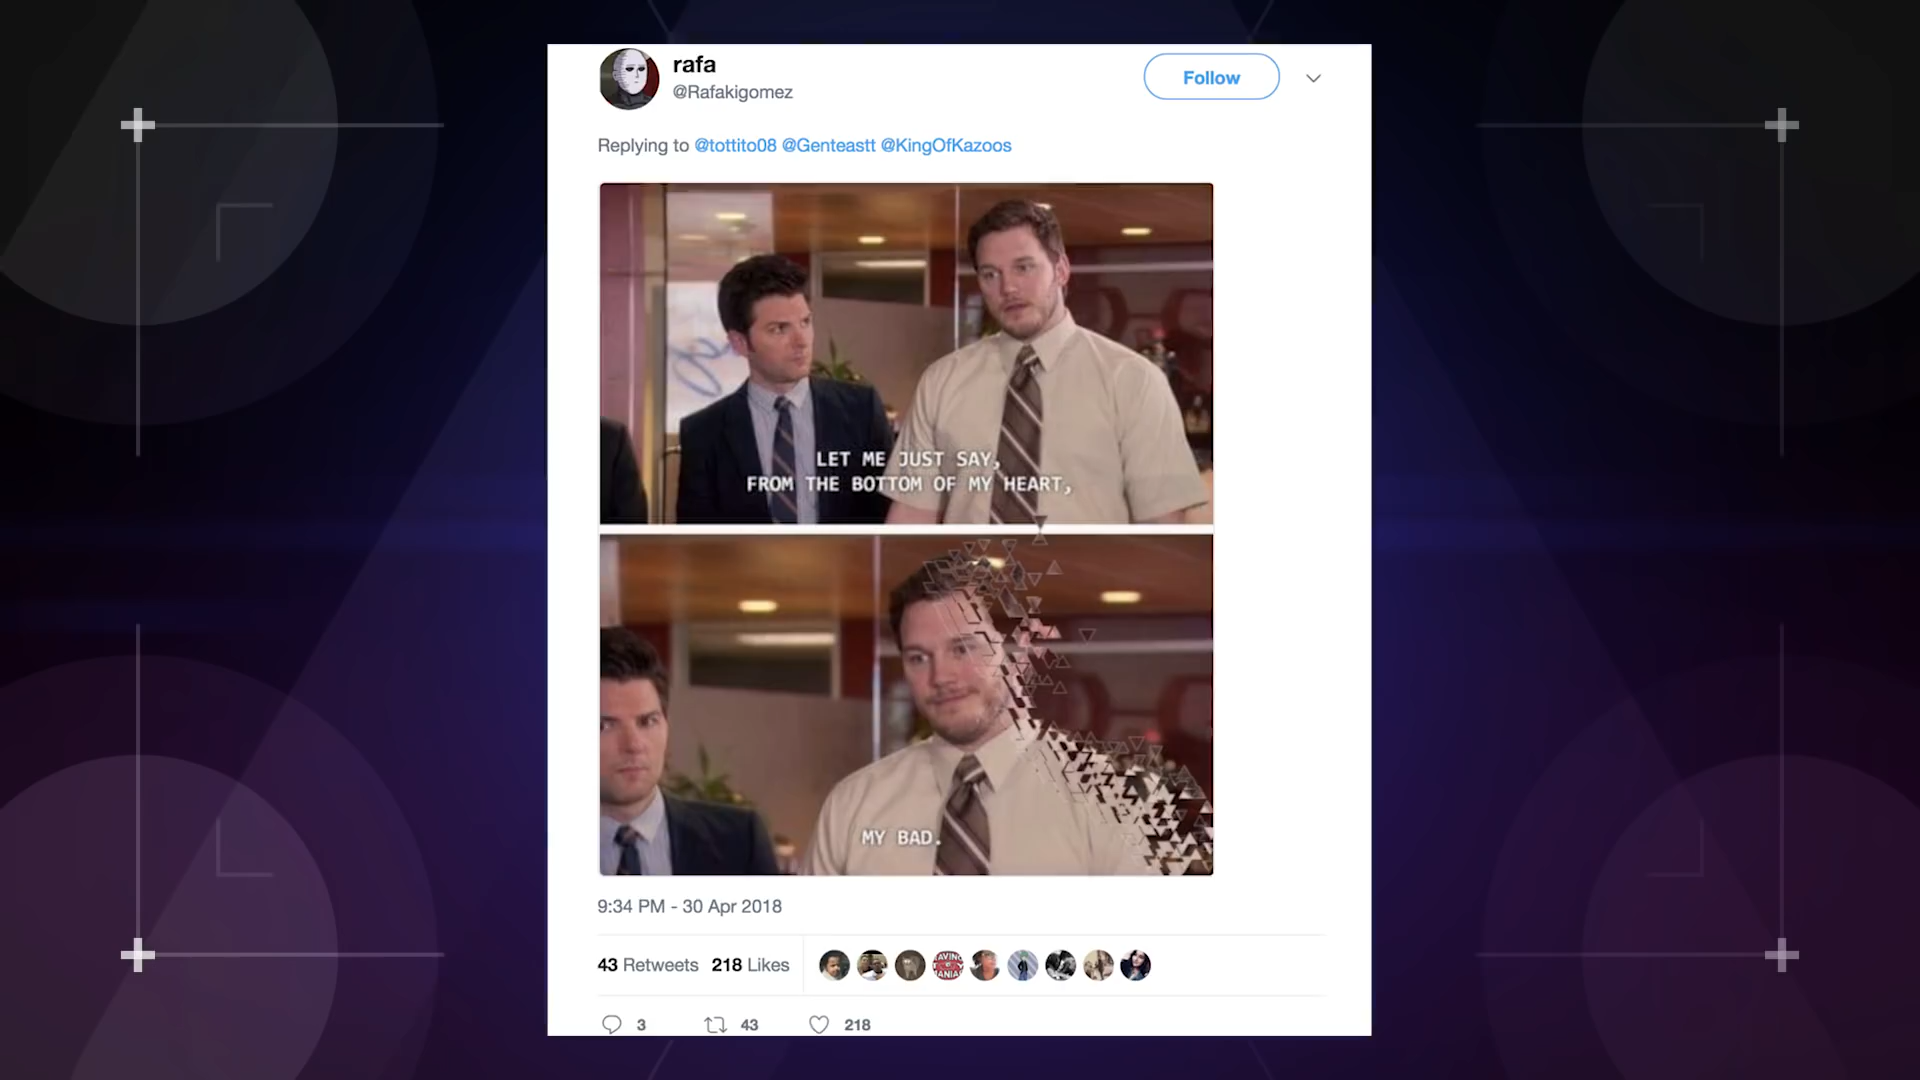 rafa
@Rafakigomez
Follow
Replying to @tottito08 @Genteastt @KingOfKazoos
LET ME JUST SAY,
FROM THE BOTTOM OF MY HEART,
MY BAD.
9:34 PM - 30 Apr 2018
43 Retweets 218 Likes
3 43 218